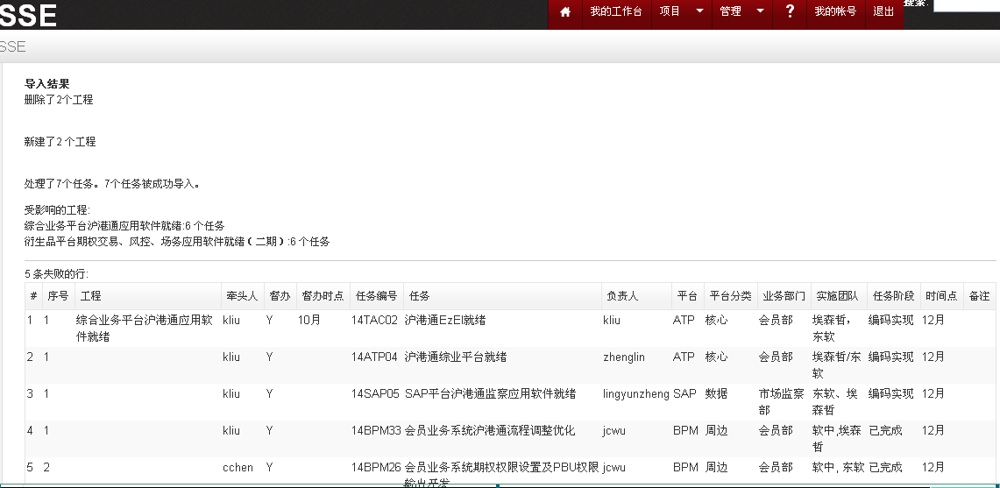 SSE
我的工作台 项目 管理 ? 我的帐号 退出 搜索:
SSE
导入结果
删除了2个工程
新建了2 个工程
处理了7个任务。7个任务被成功导入。
受影响的工程:
综合业务平台沪港通应用软件就绪:6 个任务
衍生品平台期权交易、风控、场务应用软件就绪（二期）:6 个任务
5 条失败的行:
# 序号 工程 牵头人 督办 督办时点 任务编号 任务 负责人 平台 平台分类 业务部门 实施团队 任务阶段 时间点 备注
1 1 综合业务平台沪港通应用软 kliu Y 10月 14TAC02 沪港通EzEI就绪 kliu ATP 核心 会员部 埃森哲， 编码实现 12月
件就绪 东软
2 1 kliu Y 14ATP04 沪港通综业平台就绪 zhenglin ATP 核心 会员部 埃森哲/东 编码实现 12月
软
3 1 kliu Y 14SAP05 SAP平台沪港通监察应用软件就绪 lingyunzheng SAP 数据 市场监察 东软、埃 编码实现 12月
部 森哲
4 1 kliu Y 14BPM33 会员业务系统沪港通流程调整优化 jcwu BPM 周边 会员部 软中,埃森 已完成 12月
哲
5 2 cchen Y 14BPM26 会员业务系统期权权限设置及PBU权限 jcwu BPM 周边 会员部 软中, 东软 已完成 12月
输出开发